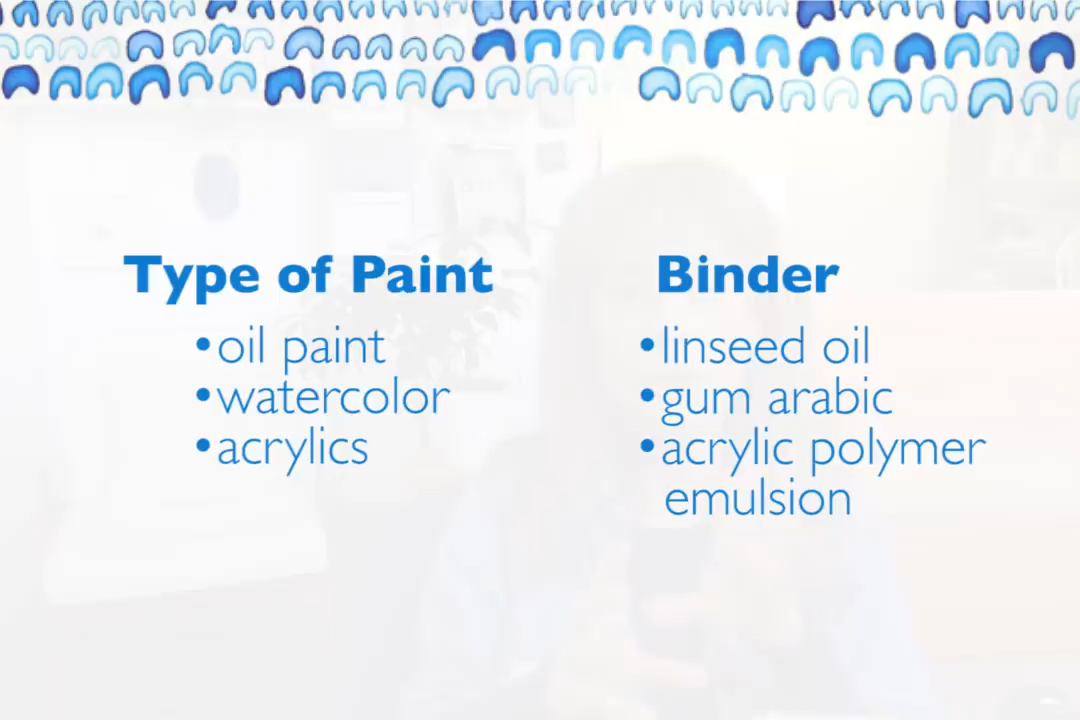 Type of Paint
•oil paint
•watercolor
•acrylics
Binder
•linseed oil
•gum arabic
•acrylic polymer
emulsion